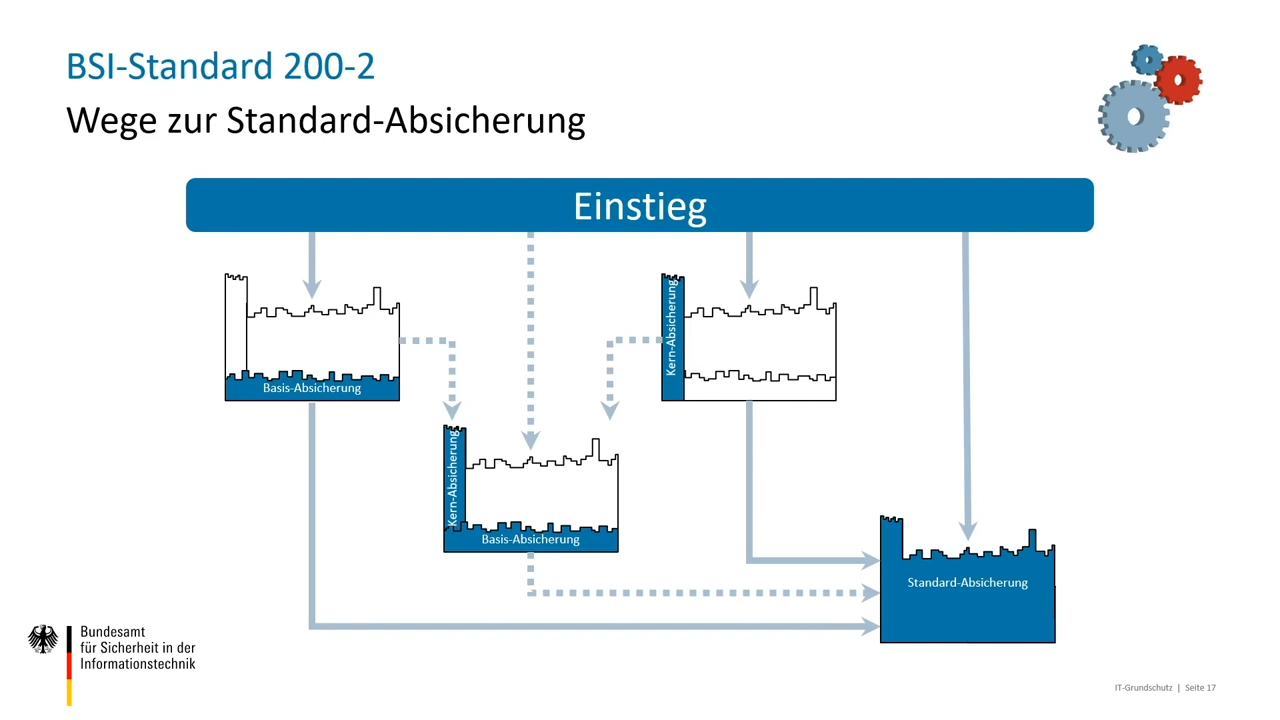 BSI-Standard 200-2
Wege zur Standard-Absicherung
Einstieg
Basis-Absicherung
Kern-Absicherung
Kern-Absicherung
Basis-Absicherung
Standard-Absicherung
Bundesamt
für Sicherheit in der
Informationstechnik
IT-Grundschutz | Seite 17